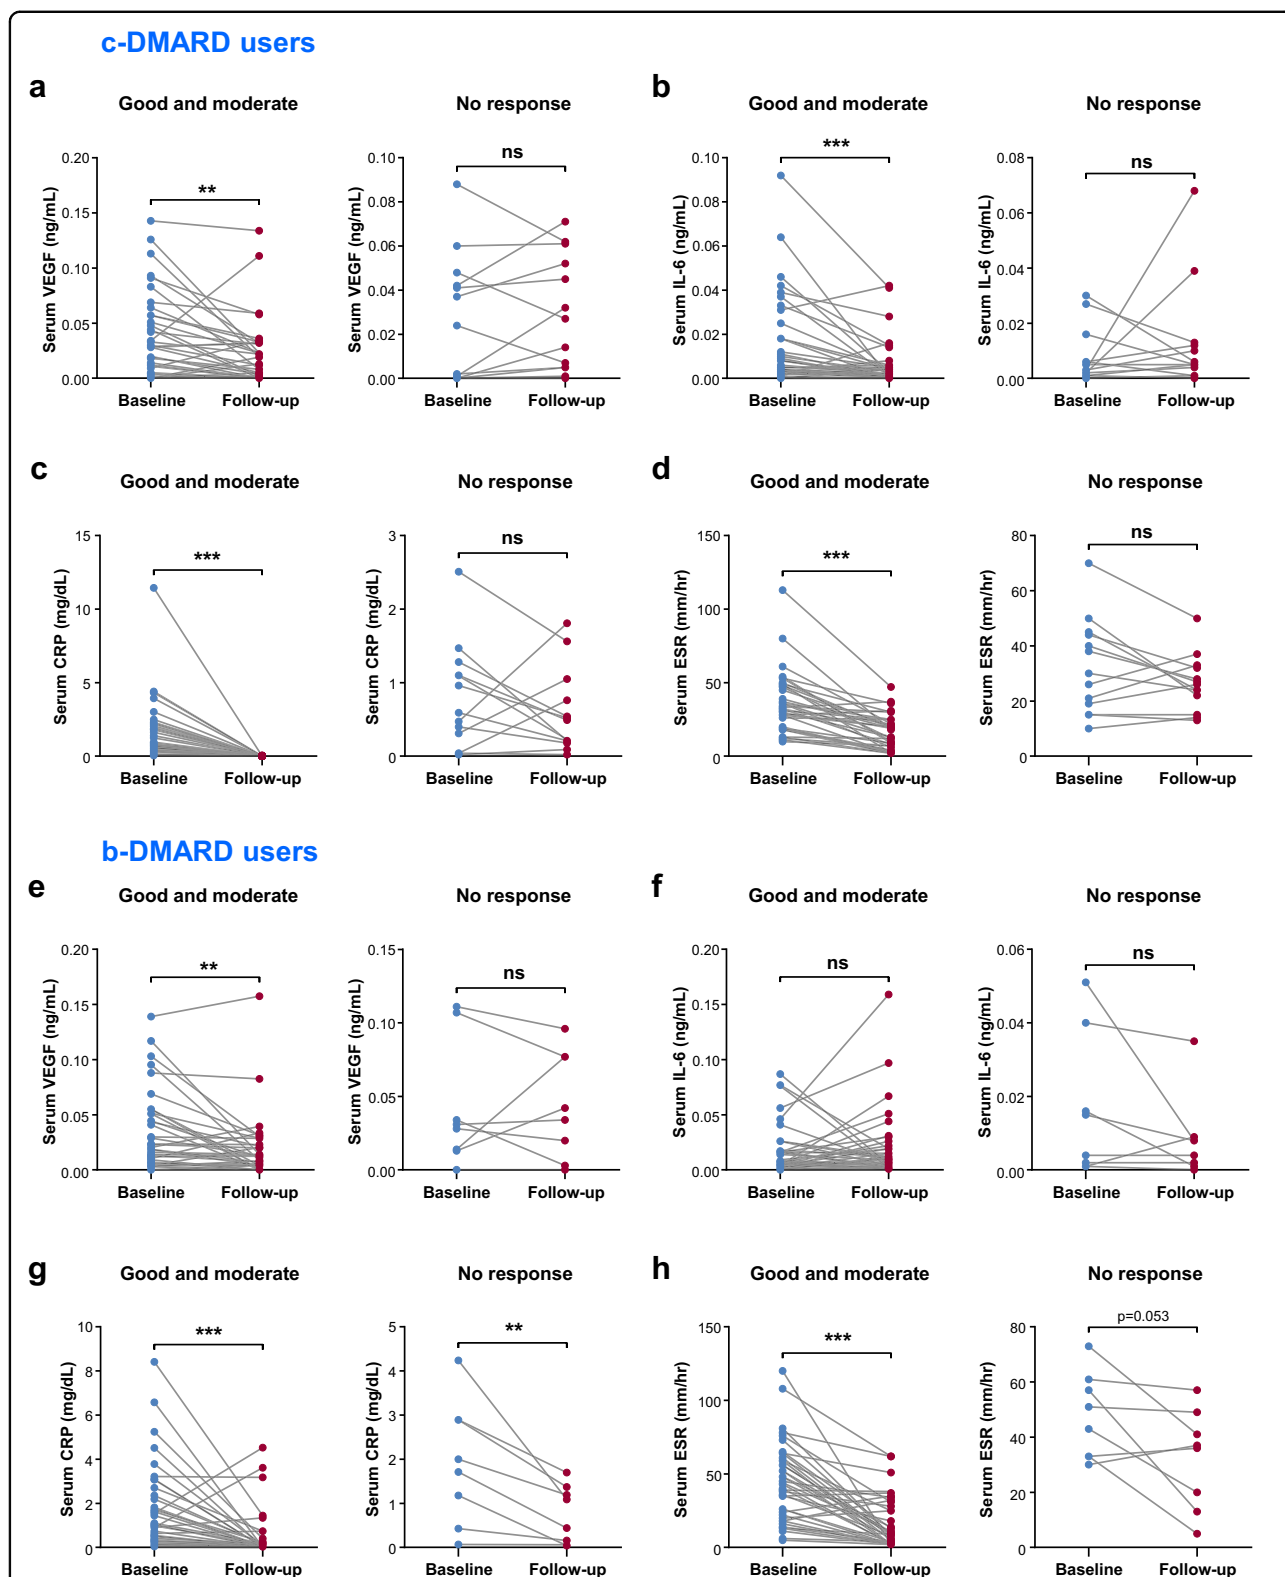 c-DMARD users
a
b
Good and moderate
No response
Good and moderate
No response
Serum VEGF (ng/mL)
0.20
0.15
0.10
0.05
0.00
**
Baseline
Follow-up
Serum VEGF (ng/mL)
0.10
0.08
0.06
0.04
0.02
0.00
ns
Baseline
Follow-up
Serum IL-6 (ng/mL)
0.10
0.08
0.06
0.04
0.02
0.00
***
Baseline
Follow-up
Serum IL-6 (ng/mL)
0.08
0.06
0.04
0.02
0.00
ns
Baseline
Follow-up
c
d
Good and moderate
No response
Good and moderate
No response
Serum CRP (mg/dL)
15
10
5
0
***
Baseline
Follow-up
Serum CRP (mg/dL)
3
2
1
0
ns
Baseline
Follow-up
Serum ESR (mm/hr)
150
100
50
0
***
Baseline
Follow-up
Serum ESR (mm/hr)
80
60
40
20
0
ns
Baseline
Follow-up
b-DMARD users
e
f
Good and moderate
No response
Good and moderate
No response
Serum VEGF (ng/mL)
0.20
0.15
0.10
0.05
0.00
**
Baseline
Follow-up
Serum VEGF (ng/mL)
0.15
0.10
0.05
0.00
ns
Baseline
Follow-up
Serum IL-6 (ng/mL)
0.20
0.15
0.10
0.05
0.00
ns
Baseline
Follow-up
Serum IL-6 (ng/mL)
0.06
0.04
0.02
0.00
ns
Baseline
Follow-up
g
h
Good and moderate
No response
Good and moderate
No response
Serum CRP (mg/dL)
10
8
6
4
2
0
***
Baseline
Follow-up
Serum CRP (mg/dL)
5
4
3
2
1
0
**
Baseline
Follow-up
Serum ESR (mm/hr)
150
100
50
0
***
Baseline
Follow-up
Serum ESR (mm/hr)
80
60
40
20
0
p=0.053
Baseline
Follow-up